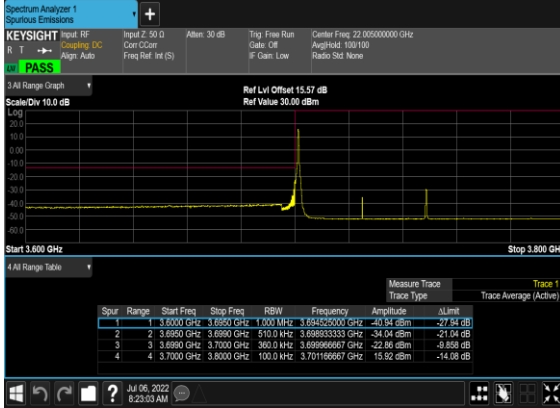 Spectrum Analyzer 1
Spurious Emissions
+
KEYSIGHT Input: RF Input Z: 50 Ω Atten: 30 dB Trig: Free Run Center Freq: 22.005000000 GHz
R T Coupling: DC Corr CCorr Gate: Off Avg|Hold: 100/100
Align: Auto Freq Ref: Int (S) IF Gain: Low Radio Std: None
LXI PASS
3 All Range Graph
Ref Lvl Offset 15.57 dB
Scale/Div 10.0 dB Ref Value 30.00 dBm
Log
20.0
10.0
0.00
-10.0
-20.0
-30.0
-40.0
-50.0
-60.0
Start 3.600 GHz Stop 3.800 GH
4 All Range Table
Measure Trace Trace 1
Trace Type Trace Average (Active)
Spur Range Start Freq Stop Freq RBW Frequency Amplitude ΔLimit
1 1 3.6000 GHz 3.6950 GHz 1.000 MHz 3.694525000 GHz -40.94 dBm -27.94 dB
2 2 3.6950 GHz 3.6990 GHz 510.0 kHz 3.698933333 GHz -34.04 dBm -21.04 dB
3 3 3.6990 GHz 3.7000 GHz 360.0 kHz 3.699966667 GHz -22.86 dBm -9.858 dB
4 4 3.7000 GHz 3.8000 GHz 100.0 kHz 3.701166667 GHz 15.92 dBm -14.08 dB
? Jul 06, 2022
8:23:03 AM